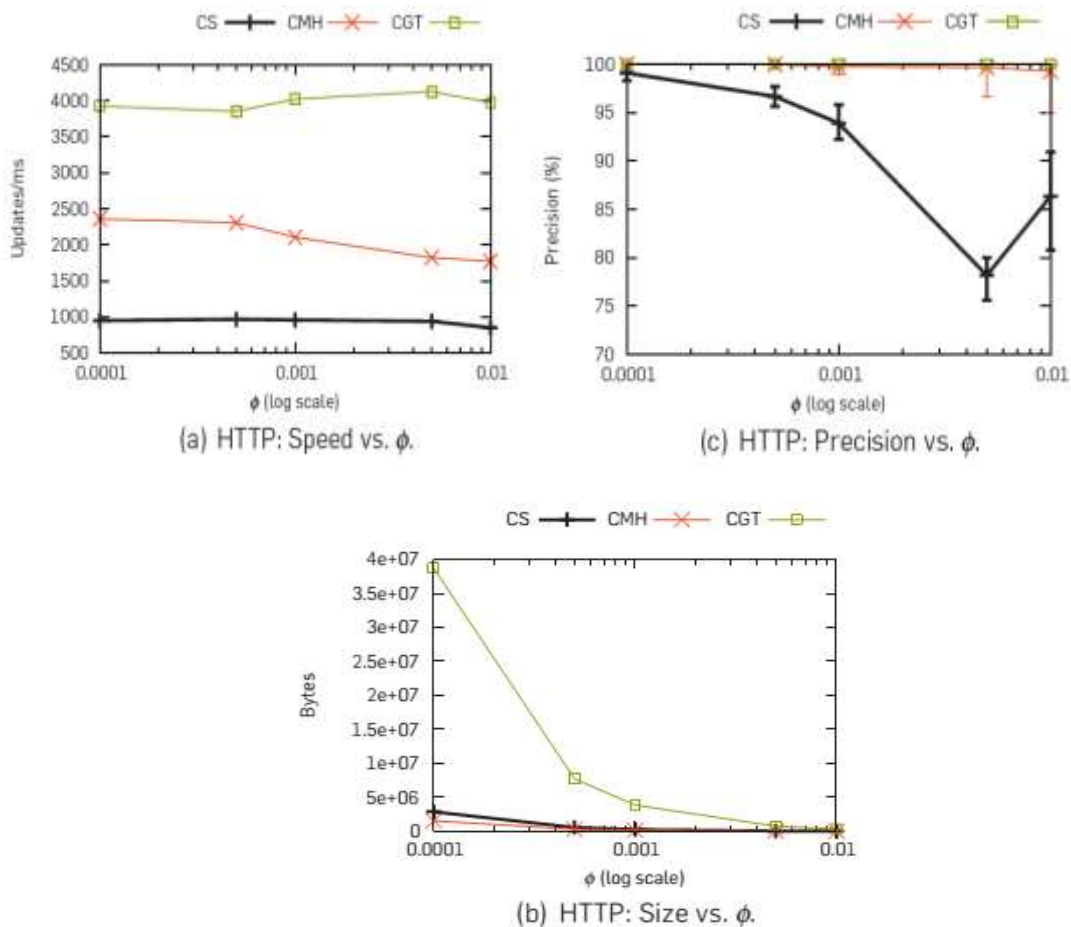 CS CMH CGT
4500
4000
3500
3000
2500
2000
1500
1000
500
Updates/ms
0.0001 0.001 0.01
ϕ (log scale)
(a) HTTP: Speed vs. ϕ.
CS CMH CGT
100
95
90
85
80
75
70
Precision (%)
0.0001 0.001 0.01
ϕ (log scale)
(c) HTTP: Precision vs. ϕ.
CS CMH CGT
4e+07
3.5e+07
3e+07
2.5e+07
2e+07
1.5e+07
1e+07
5e+06
0
Bytes
0.0001 0.001 0.01
ϕ (log scale)
(b) HTTP: Size vs. ϕ.